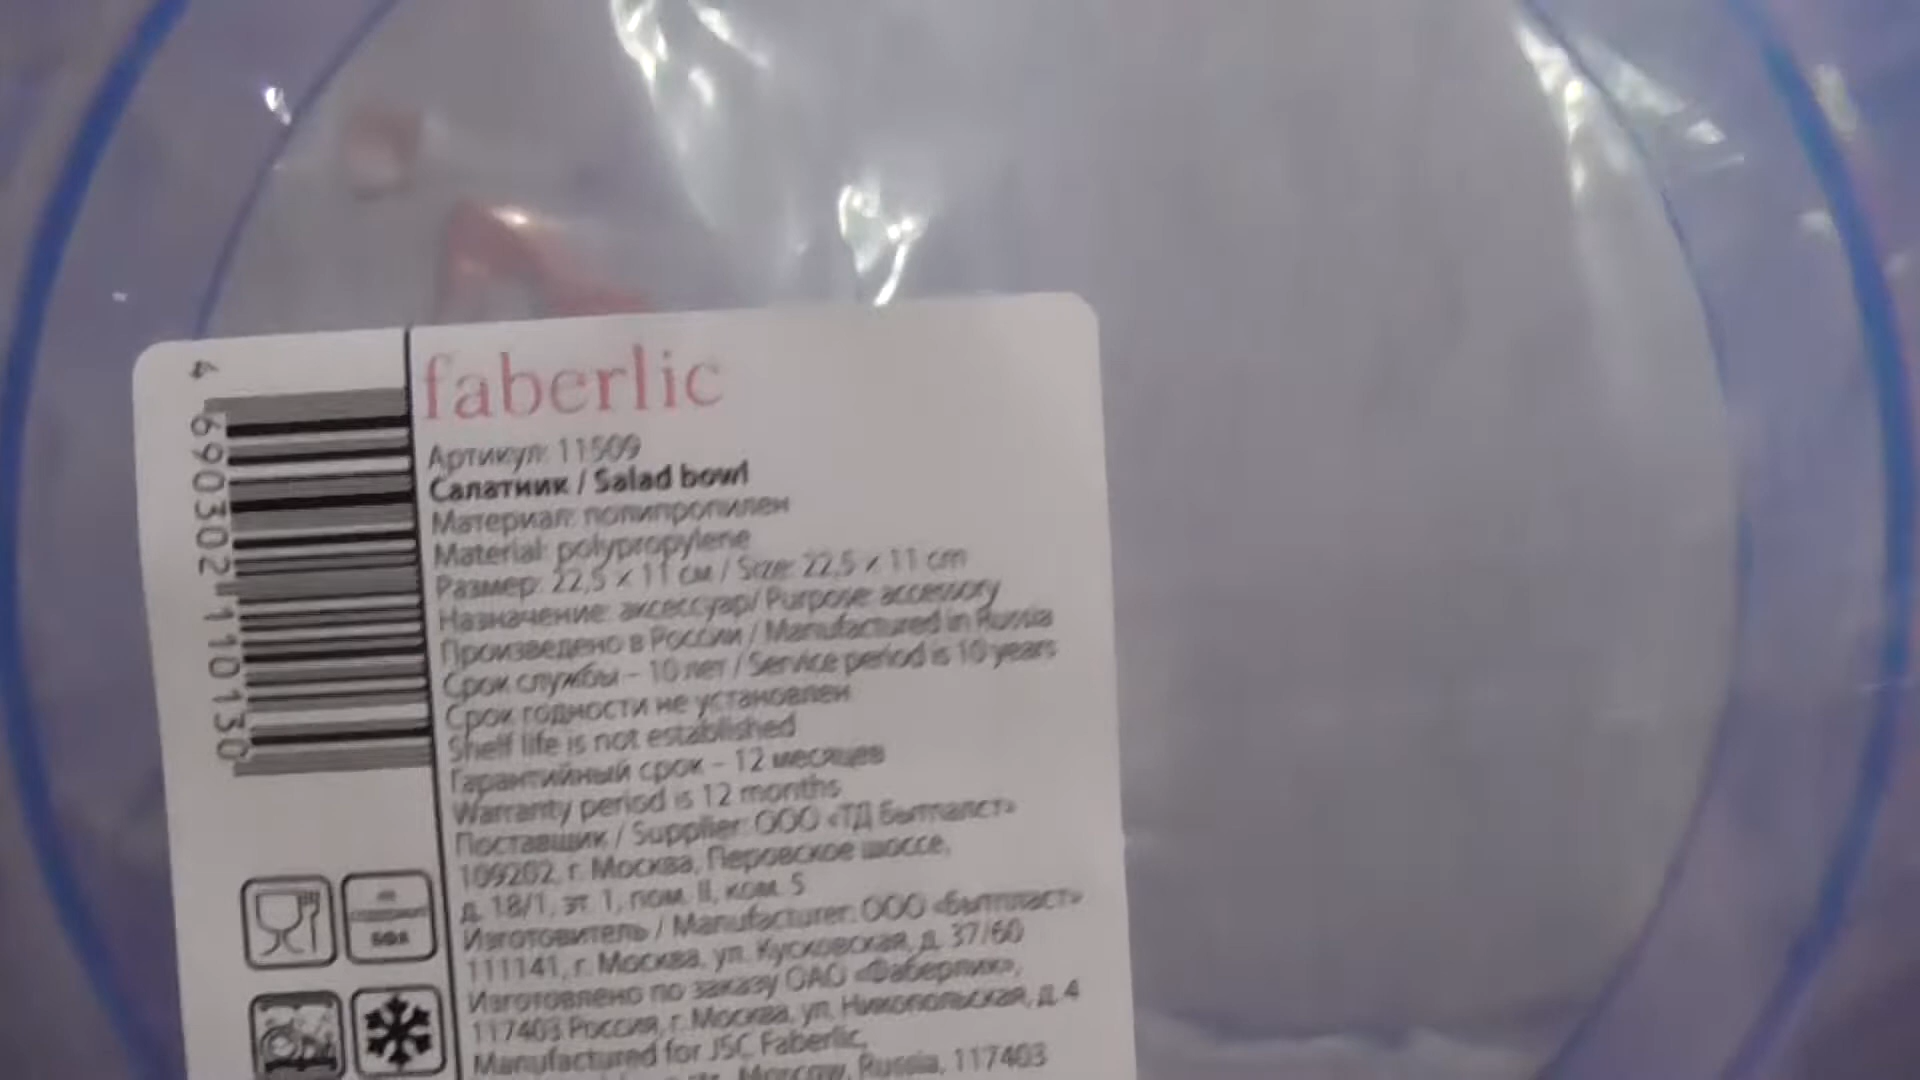 faberlic
Артикул: 11509
Салатник / Salad bowl
Материал: полипропилен
Material: polypropylene
Размер: 22,5 x 11 см / Size: 22,5 x 11 cm
Назначение: аксессуар/ Purpose: accessory
Произведено в России / Manufactured in Russia
Срок службы – 10 лет / Service period is 10 years
Срок годности не установлен
Shelf life is not established
Гарантийный срок – 12 месяцев
Warranty period is 12 months
Поставщик / Supplier: ООО «ТД Бытпласт»
109202, г. Москва, Перовское шоссе,
д. 18/1, эт. 1, пом. II, ком. 5
Изготовитель / Manufacturer: ООО «Бытпласт»
111141, г. Москва, ул. Кусковская, д. 37/60
Изготовлено по заказу ОАО «Фаберлик»,
117403 Россия, г. Москва, ул. Никопольская, д. 4
Manufactured for JSC Faberlic,
Moscow, Russia, 117403
4 690302 110130